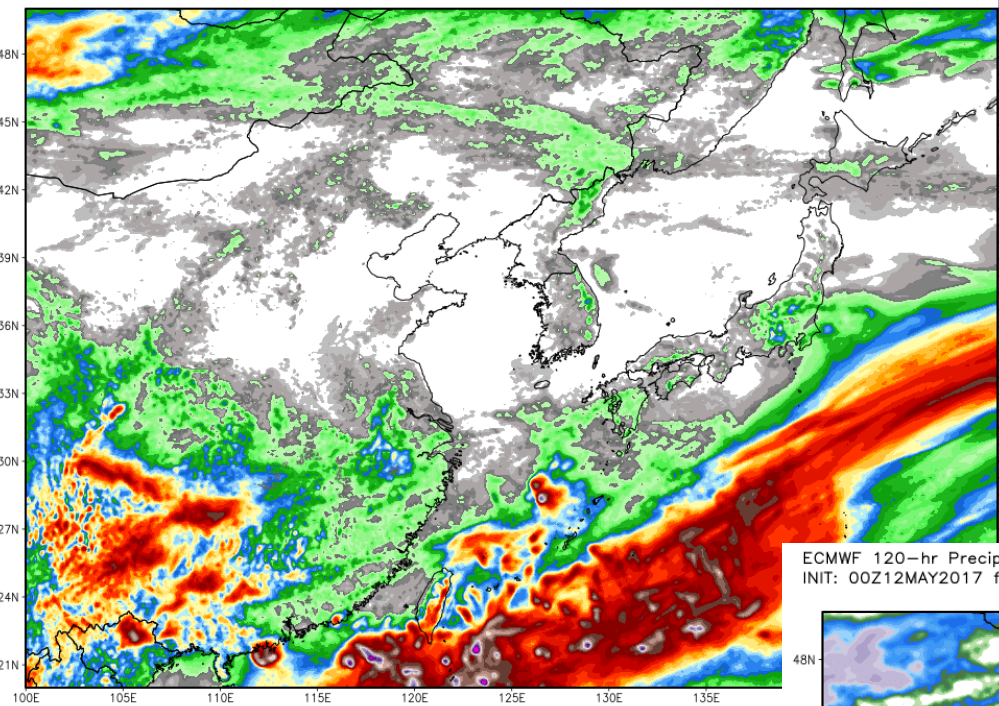 48N
45N
42N
39N
36N
33N
30N
27N
ECMWF 120-hr Precip
INIT: 00Z12MAY2017 f
24N
48N
21N
100E 105E 110E 115E 120E 125E 130E 135E